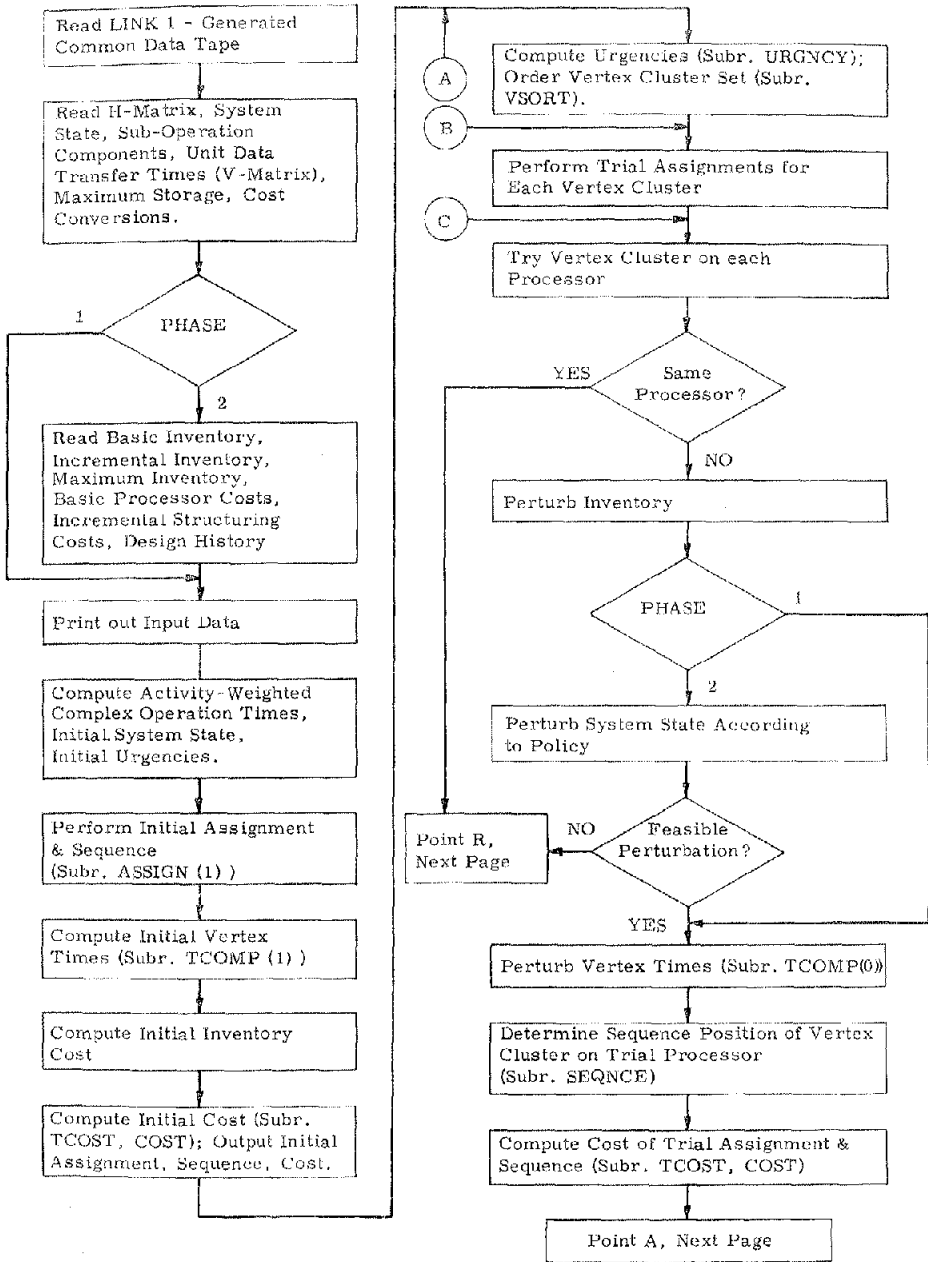 Read LINK 1 - Generated
Common Data Tape
Read H-Matrix, System
State, Sub-Operation
Components, Unit Data
Transfer Times (V-Matrix),
Maximum Storage, Cost
Conversions.
PHASE
1
2
Read Basic Inventory,
Incremental Inventory,
Maximum Inventory,
Basic Processor Costs,
Incremental Structuring
Costs, Design History
Print out Input Data
Compute Activity-Weighted
Complex Operation Times,
Initial System State,
Initial Urgencies.
Perform Initial Assignment
& Sequence
(Subr. ASSIGN (1) )
Compute Initial Vertex
Times (Subr. TCOMP (1) )
Compute Initial Inventory
Cost
Compute Initial Cost (Subr.
TCOST, COST); Output Initial
Assignment, Sequence, Cost.
A
Compute Urgencies (Subr. URGNCY);
Order Vertex Cluster Set (Subr.
VSORT).
B
Perform Trial Assignments for
Each Vertex Cluster
C
Try Vertex Cluster on each
Processor
YES
Same
Processor?
NO
Perturb Inventory
PHASE
1
2
Perturb System State According
to Policy
Point R,
Next Page
NO
Feasible
Perturbation?
YES
Perturb Vertex Times (Subr. TCOMP(0))
Determine Sequence Position of Vertex
Cluster on Trial Processor
(Subr. SEQNCE)
Compute Cost of Trial Assignment &
Sequence (Subr. TCOST, COST)
Point A, Next Page